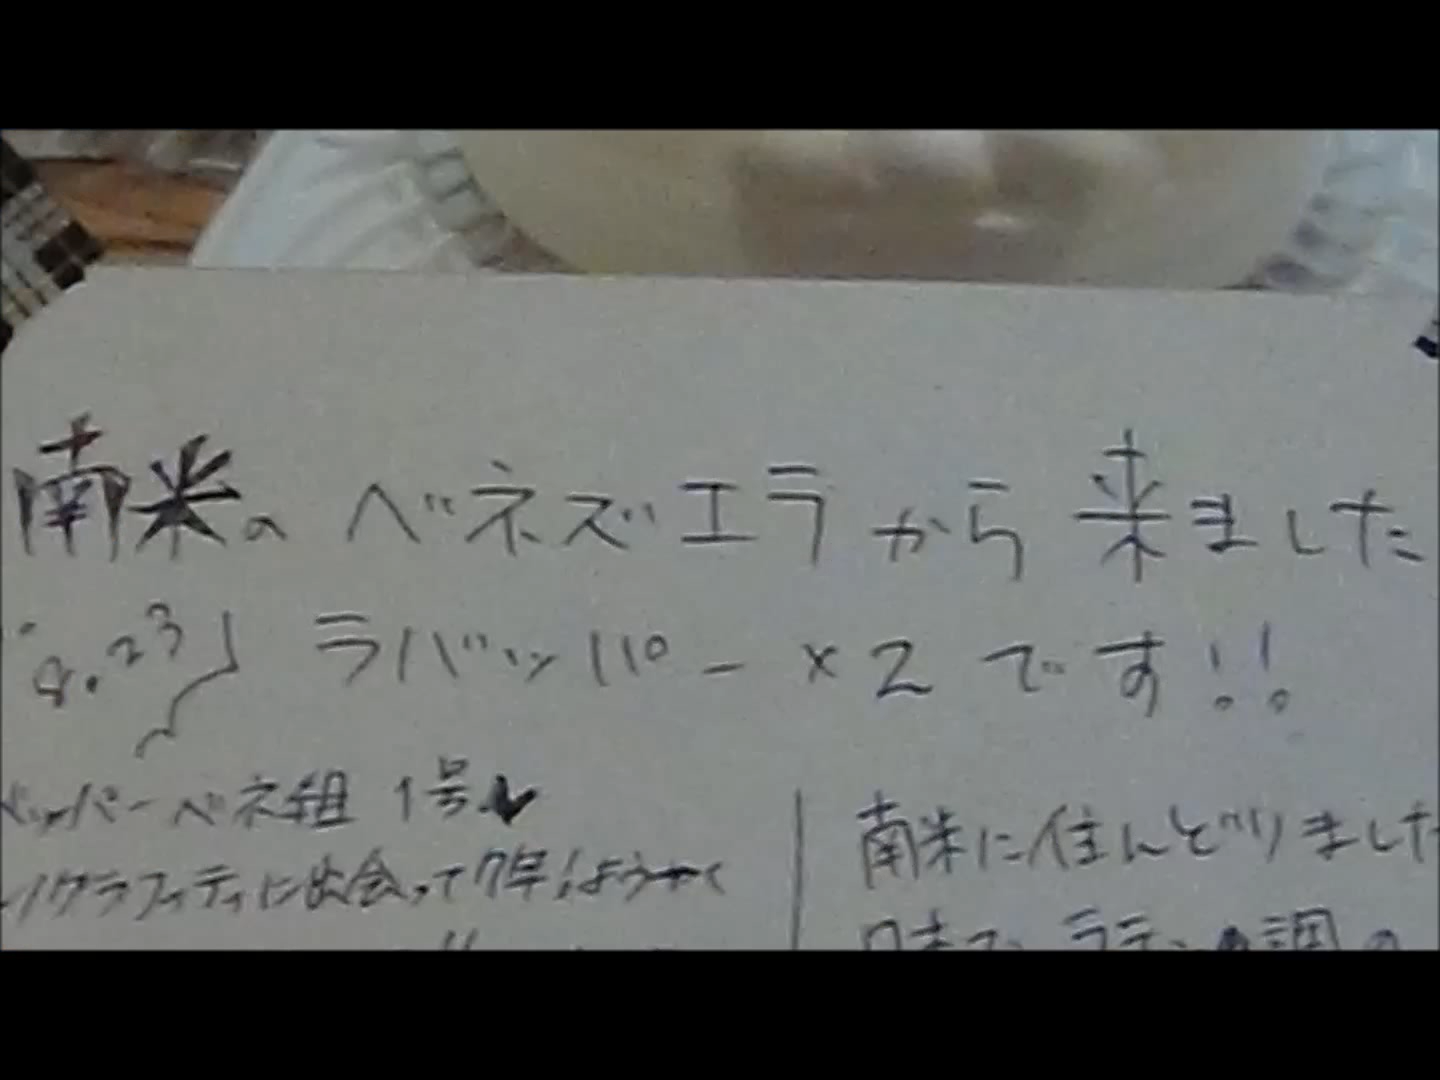 南米の ベネズエラから 来ました
8.23 ラバッパー ×2 です!!
ッパーベネ組 1号
ノグラフィティに出会って7年!ようやく
南米に住んどりました